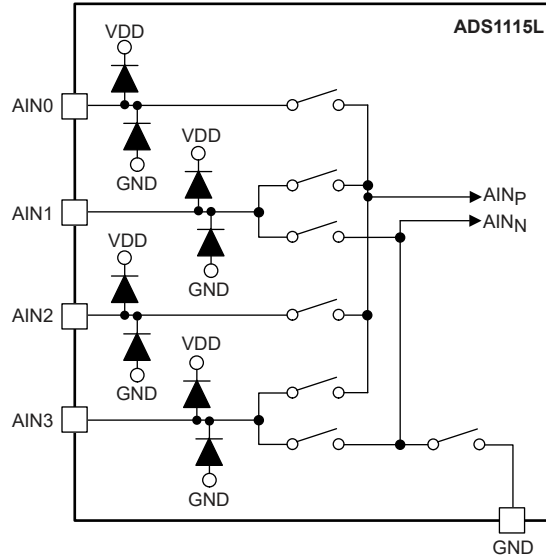 ADS1115L
VDD
AIN0
GND
VDD
AIN1
GND
AINP
AINN
VDD
AIN2
GND
VDD
AIN3
GND
GND